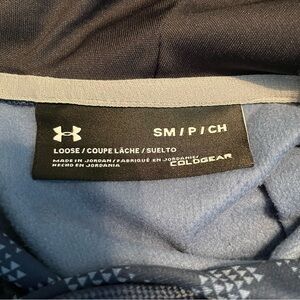 SM / P / CH
LOOSE / COUPE LÂCHE / SUELTO
MADE IN JORDAN / FABRIQUÉ EN JORDANIE/
HECHO EN JORDANIA
COLDGEAR